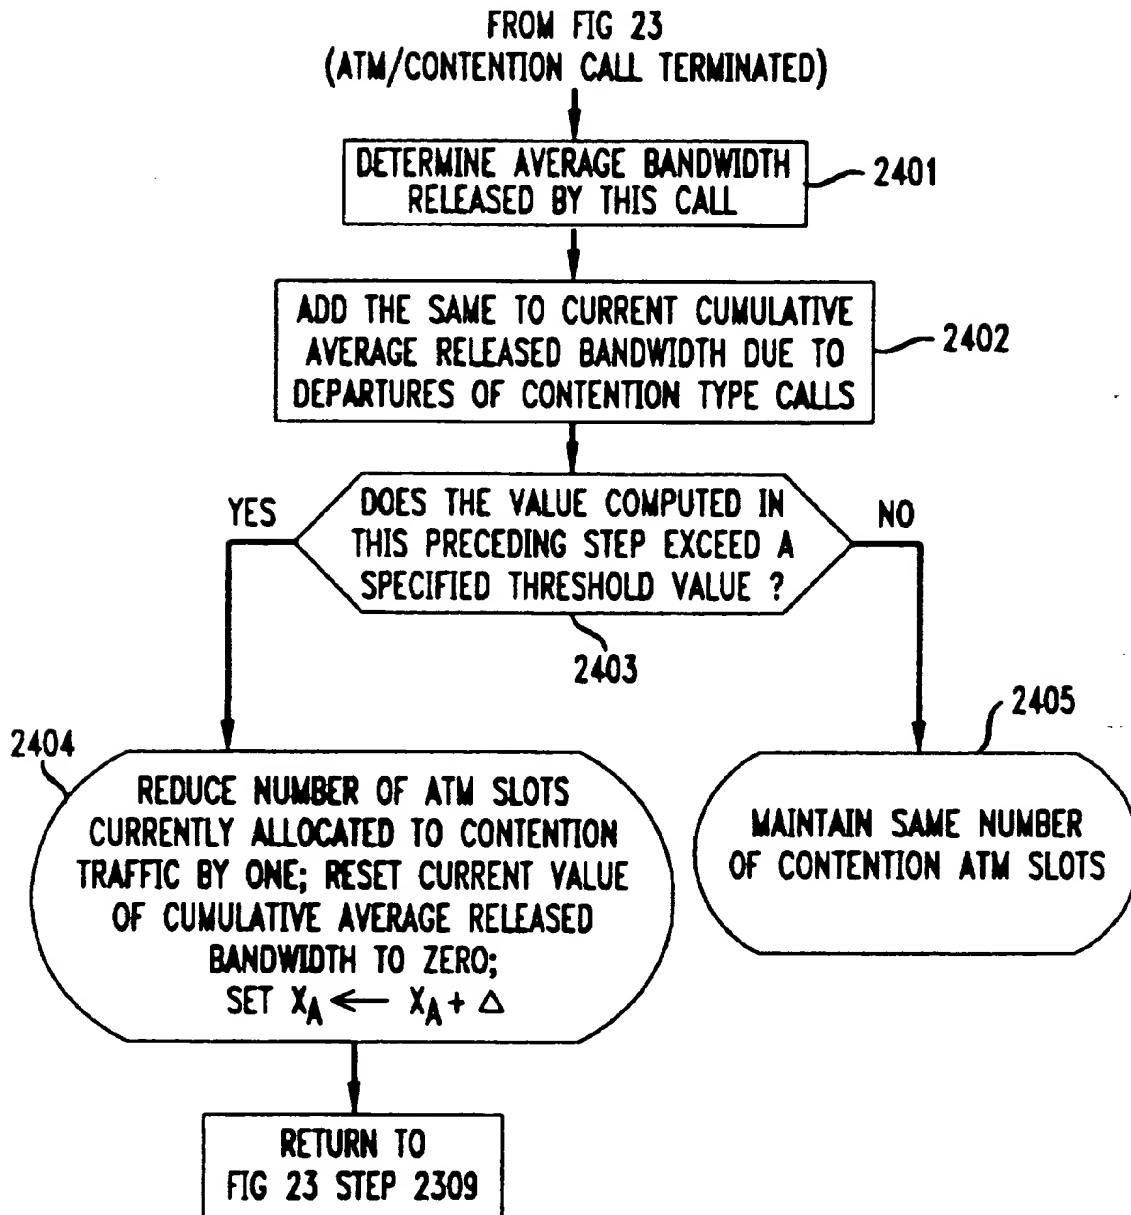 FROM FIG 23
(ATM/CONTENTION CALL TERMINATED)
DETERMINE AVERAGE BANDWIDTH
RELEASED BY THIS CALL
2401
ADD THE SAME TO CURRENT CUMULATIVE
AVERAGE RELEASED BANDWIDTH DUE TO
DEPARTURES OF CONTENTION TYPE CALLS
2402
DOES THE VALUE COMPUTED IN
THIS PRECEDING STEP EXCEED A
SPECIFIED THRESHOLD VALUE ?
YES
NO
2403
2404
REDUCE NUMBER OF ATM SLOTS
CURRENTLY ALLOCATED TO CONTENTION
TRAFFIC BY ONE; RESET CURRENT VALUE
OF CUMULATIVE AVERAGE RELEASED
BANDWIDTH TO ZERO;
SET X_A ← X_A + Δ
2405
MAINTAIN SAME NUMBER
OF CONTENTION ATM SLOTS
RETURN TO
FIG 23 STEP 2309